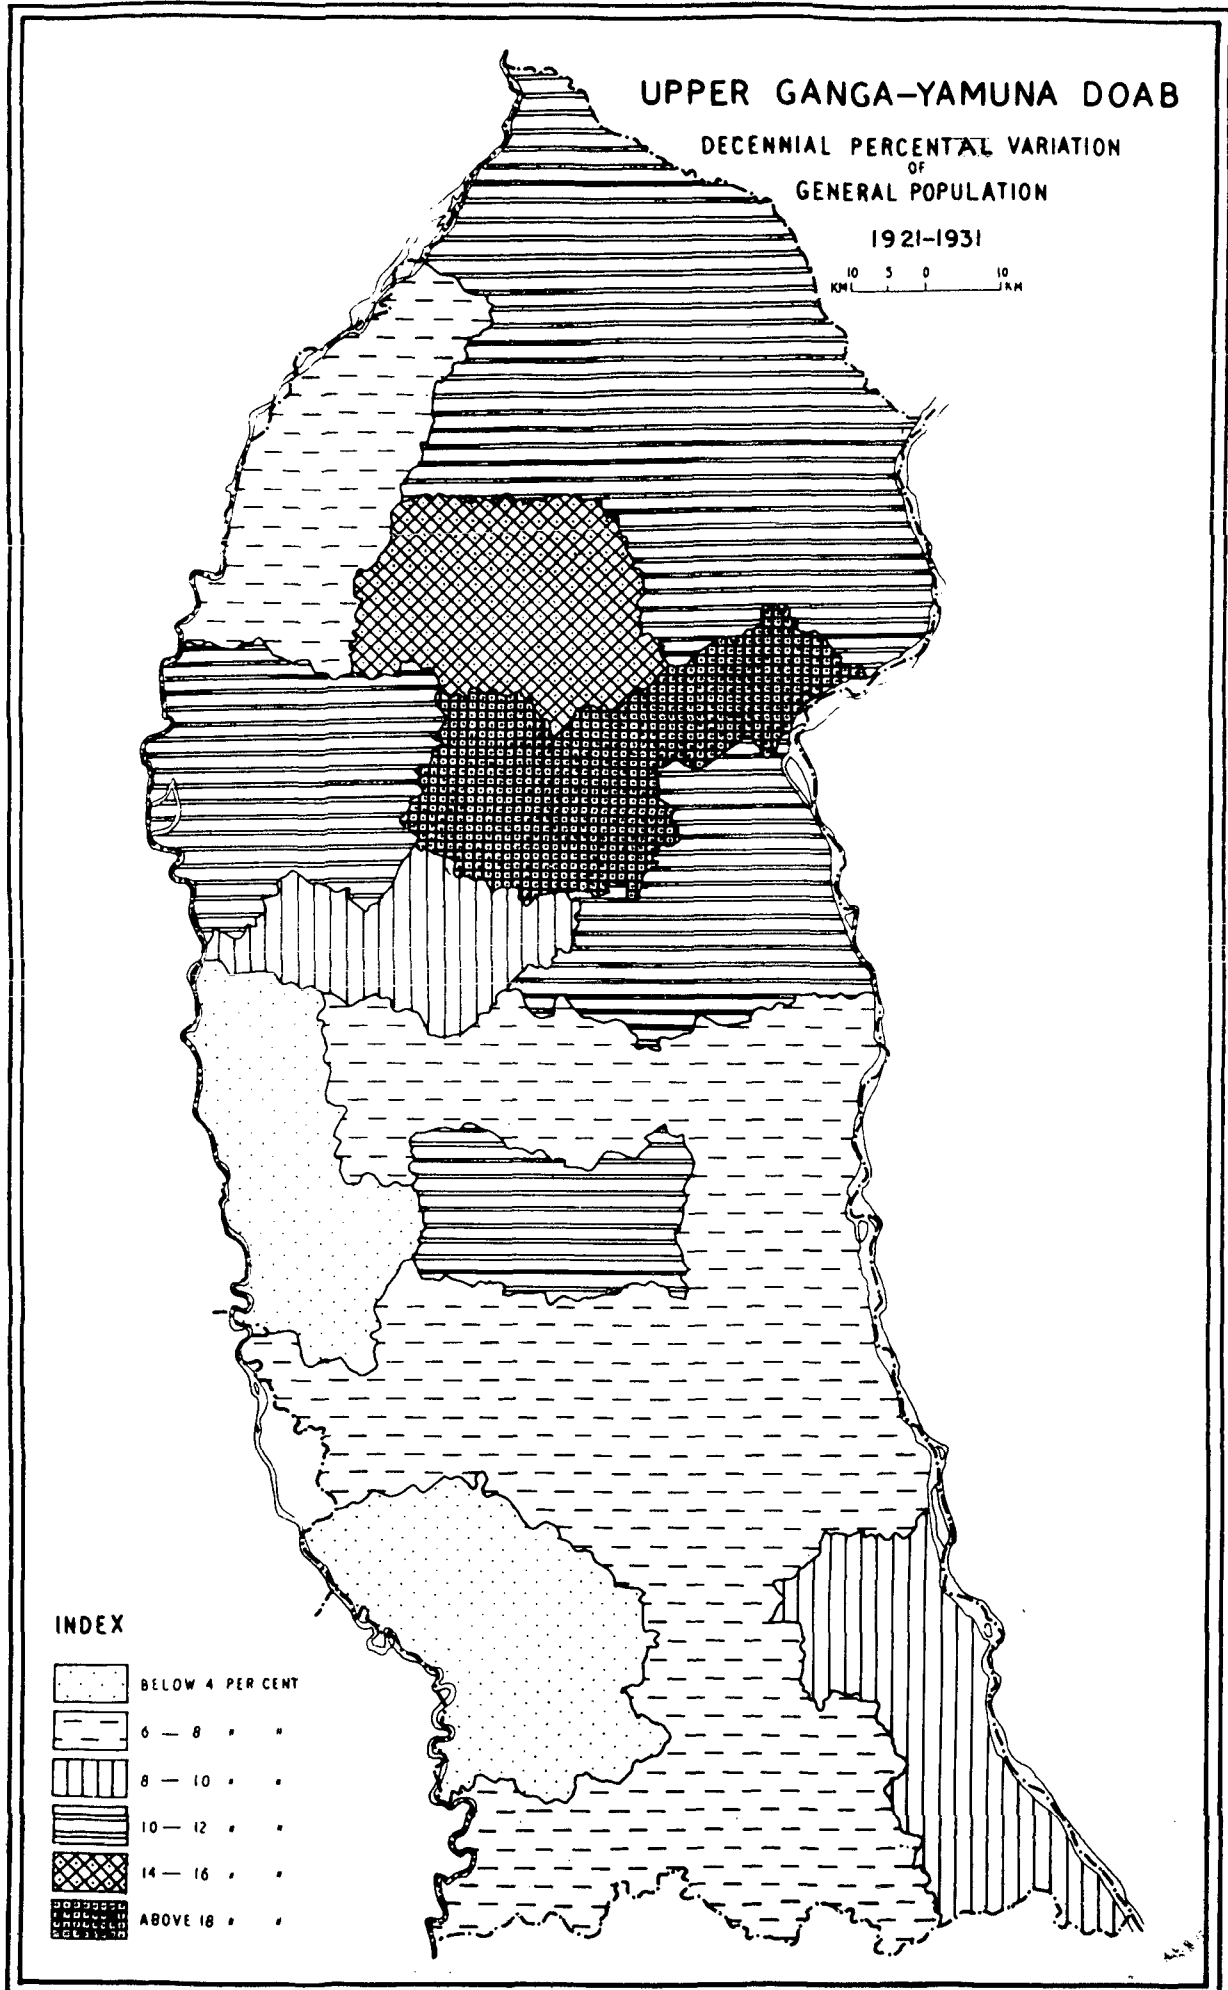 UPPER GANGA–YAMUNA DOAB
DECENNIAL PERCENTAL VARIATION
OF
GENERAL POPULATION
1921–1931
10 5 0 10
KM KM
INDEX
BELOW 4 PER CENT
6 — 8 " "
8 — 10 " "
10 — 12 " "
14 — 16 " "
ABOVE 18 " "